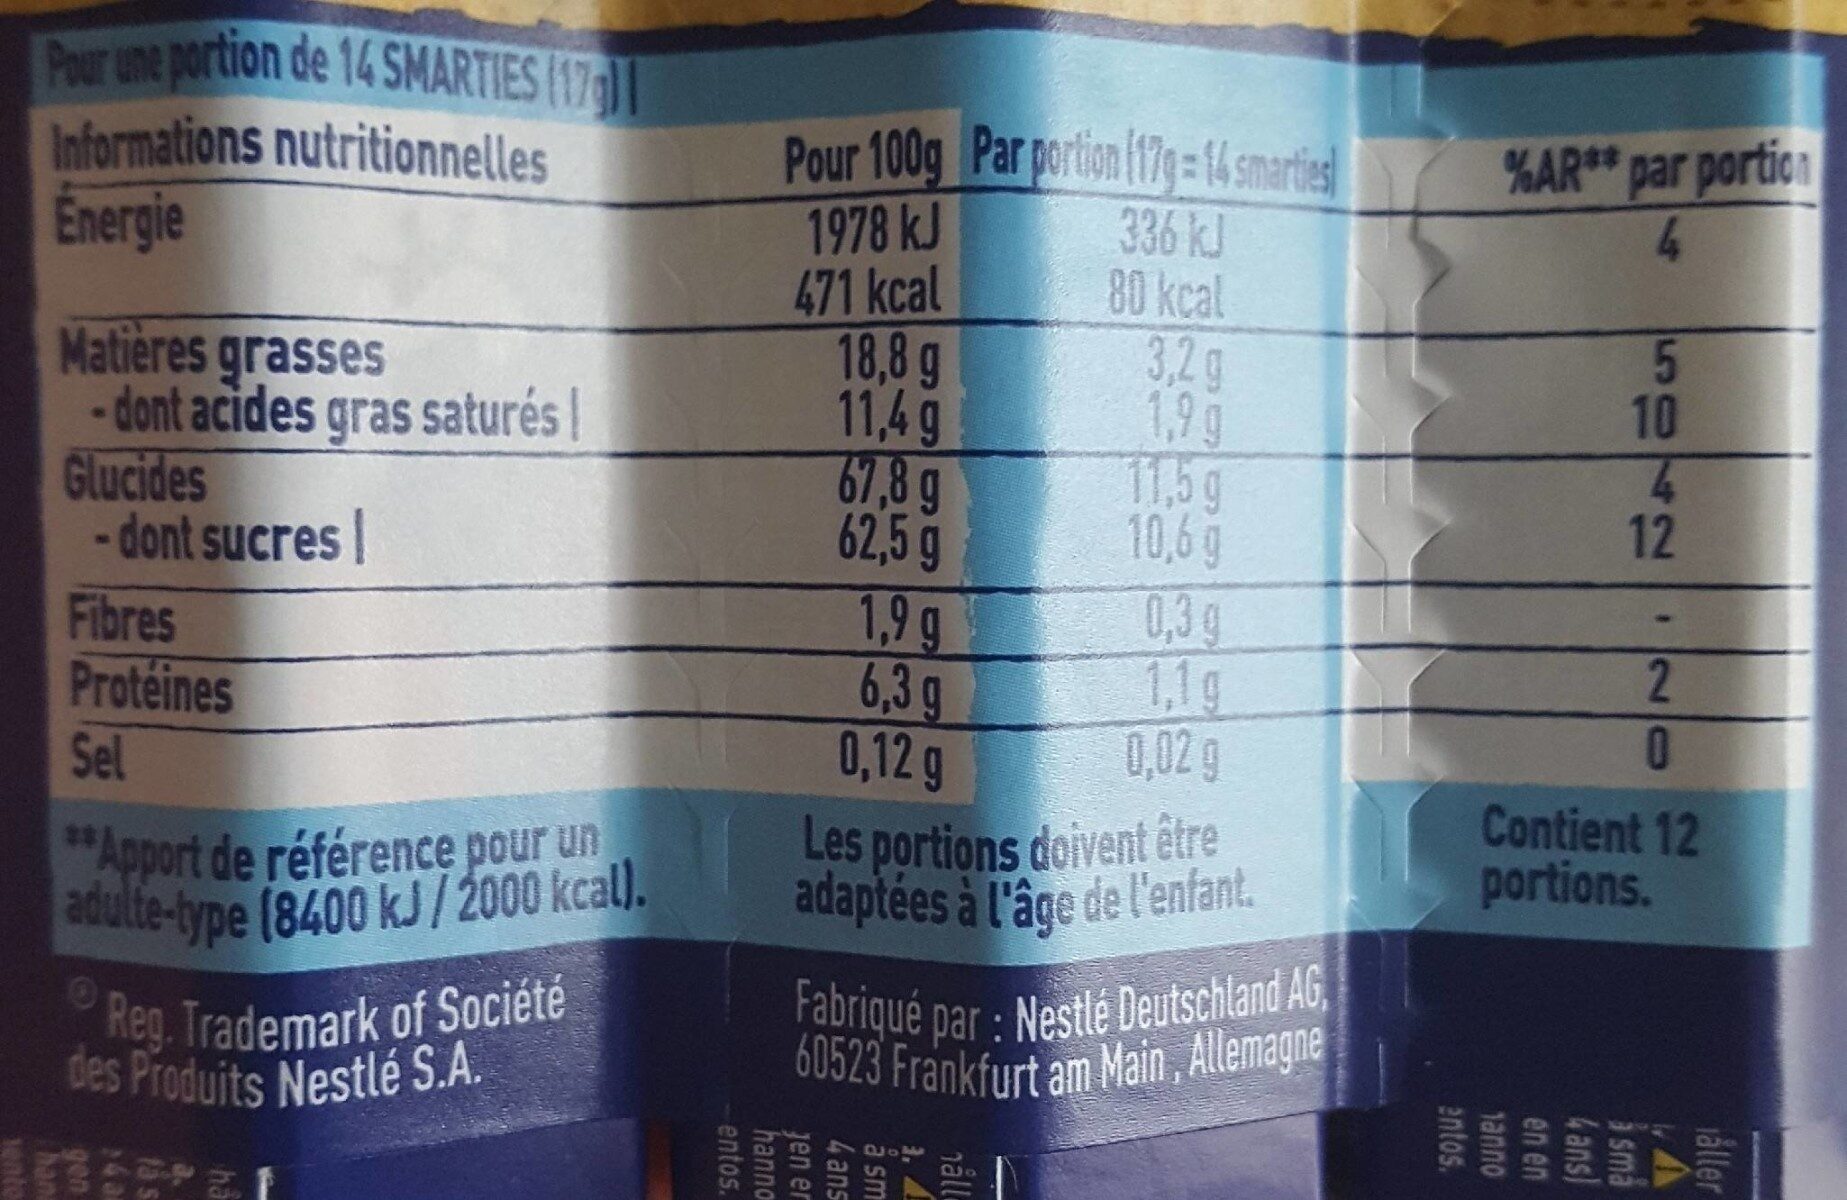 Pour une portion de 14 SMARTIES (17g) |
Informations nutritionnelles Pour 100g Par portion (17g = 14 smarties) %AR** par portion
Énergie 1978 kJ 336 kJ 4
471 kcal 80 kcal
Matières grasses 18,8 g 3,2 g 5
- dont acides gras saturés | 11,4 g 1,9 g 10
Glucides 67,8 g 11,5 g 4
- dont sucres | 62,5 g 10,6 g 12
Fibres 1,9 g 0,3 g -
Protéines 6,3 g 1,1 g 2
Sel 0,12 g 0,02 g 0
**Apport de référence pour un
adulte-type (8400 kJ / 2000 kcal).
Les portions doivent être
adaptées à l'âge de l'enfant.
Contient 12
portions.
® Reg. Trademark of Société
des Produits Nestlé S.A.
Fabriqué par : Nestlé Deutschland AG,
60523 Frankfurt am Main, Allemagne